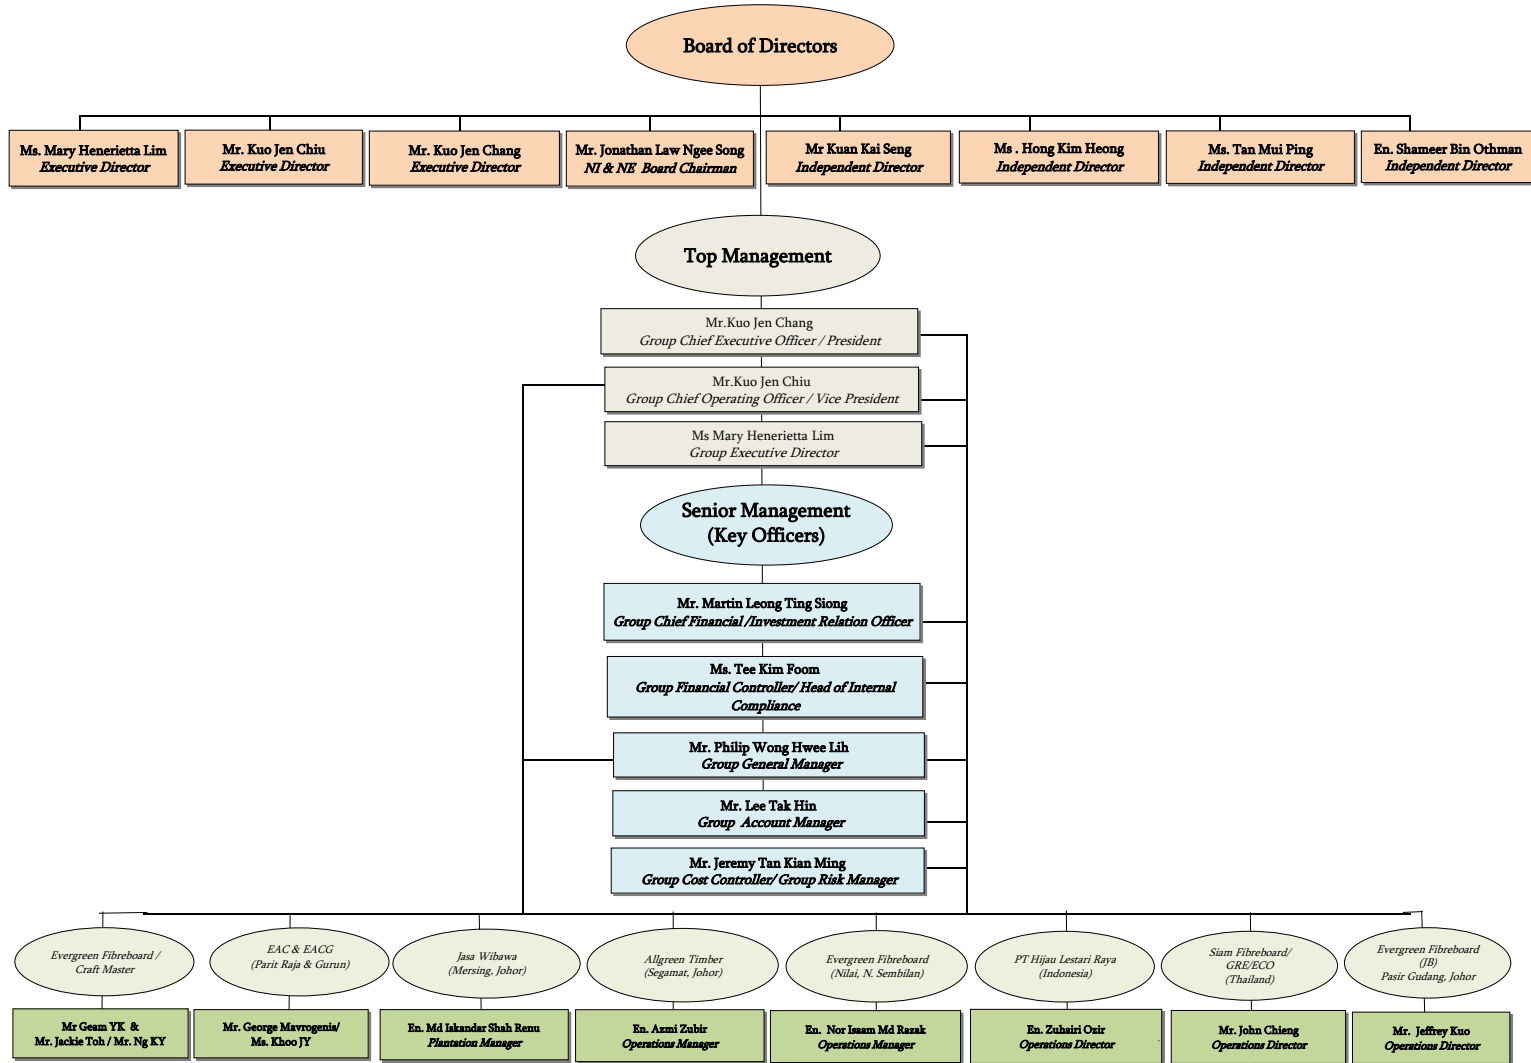 Board of Directors
Ms. Mary Henerietta Lim
Executive Director
Mr. Kuo Jen Chiu
Executive Director
Mr. Kuo Jen Chang
Executive Director
Mr. Jonathan Law Ngee Song
NI & NE  Board Chairman
Mr Kuan Kai Seng
Independent Director
Ms . Hong Kim Heong
Independent Director
Ms. Tan Mui Ping
Independent Director
En. Shameer Bin Othman
Independent Director
Top Management
Mr.Kuo Jen Chang
Group Chief Executive Officer / President
Mr.Kuo Jen Chiu
Group Chief Operating Officer / Vice President
Ms Mary Henerietta Lim
Group Executive Director
Senior Management
(Key Officers)
Mr. Martin Leong Ting Siong
Group Chief Financial /Investment Relation Officer
Ms. Tee Kim Foom
Group Financial Controller/ Head of Internal
Compliance
Mr. Philip Wong Hwee Lih
Group General Manager
Mr. Lee Tak Hin
Group  Account Manager
Mr. Jeremy Tan Kian Ming
Group Cost Controller/ Group Risk Manager
Evergreen Fibreboard /
Craft Master
EAC & EACG
(Parit Raja & Gurun)
Jasa Wibawa
(Mersing, Johor)
Allgreen Timber
(Segamat, Johor)
Evergreen Fibreboard
(Nilai, N. Sembilan)
PT Hijau Lestari Raya
(Indonesia)
Siam Fibreboard/
GRE/ECO
(Thailand)
Evergreen Fibreboard
(JB)
Pasir Gudang, Johor
Mr Geam YK  &
Mr. Jackie Toh / Mr. Ng KY
Mr. George Mavrogenia/
Ms. Khoo JY
En. Md Iskandar Shah Renu
Plantation Manager
En. Azmi Zubir
Operations Manager
En.  Nor Isaam Md Razak
Operations Manager
En. Zuhairi Ozir
Operations Director
Mr. John Chieng
Operations Director
Mr.  Jeffrey Kuo
Operations Director